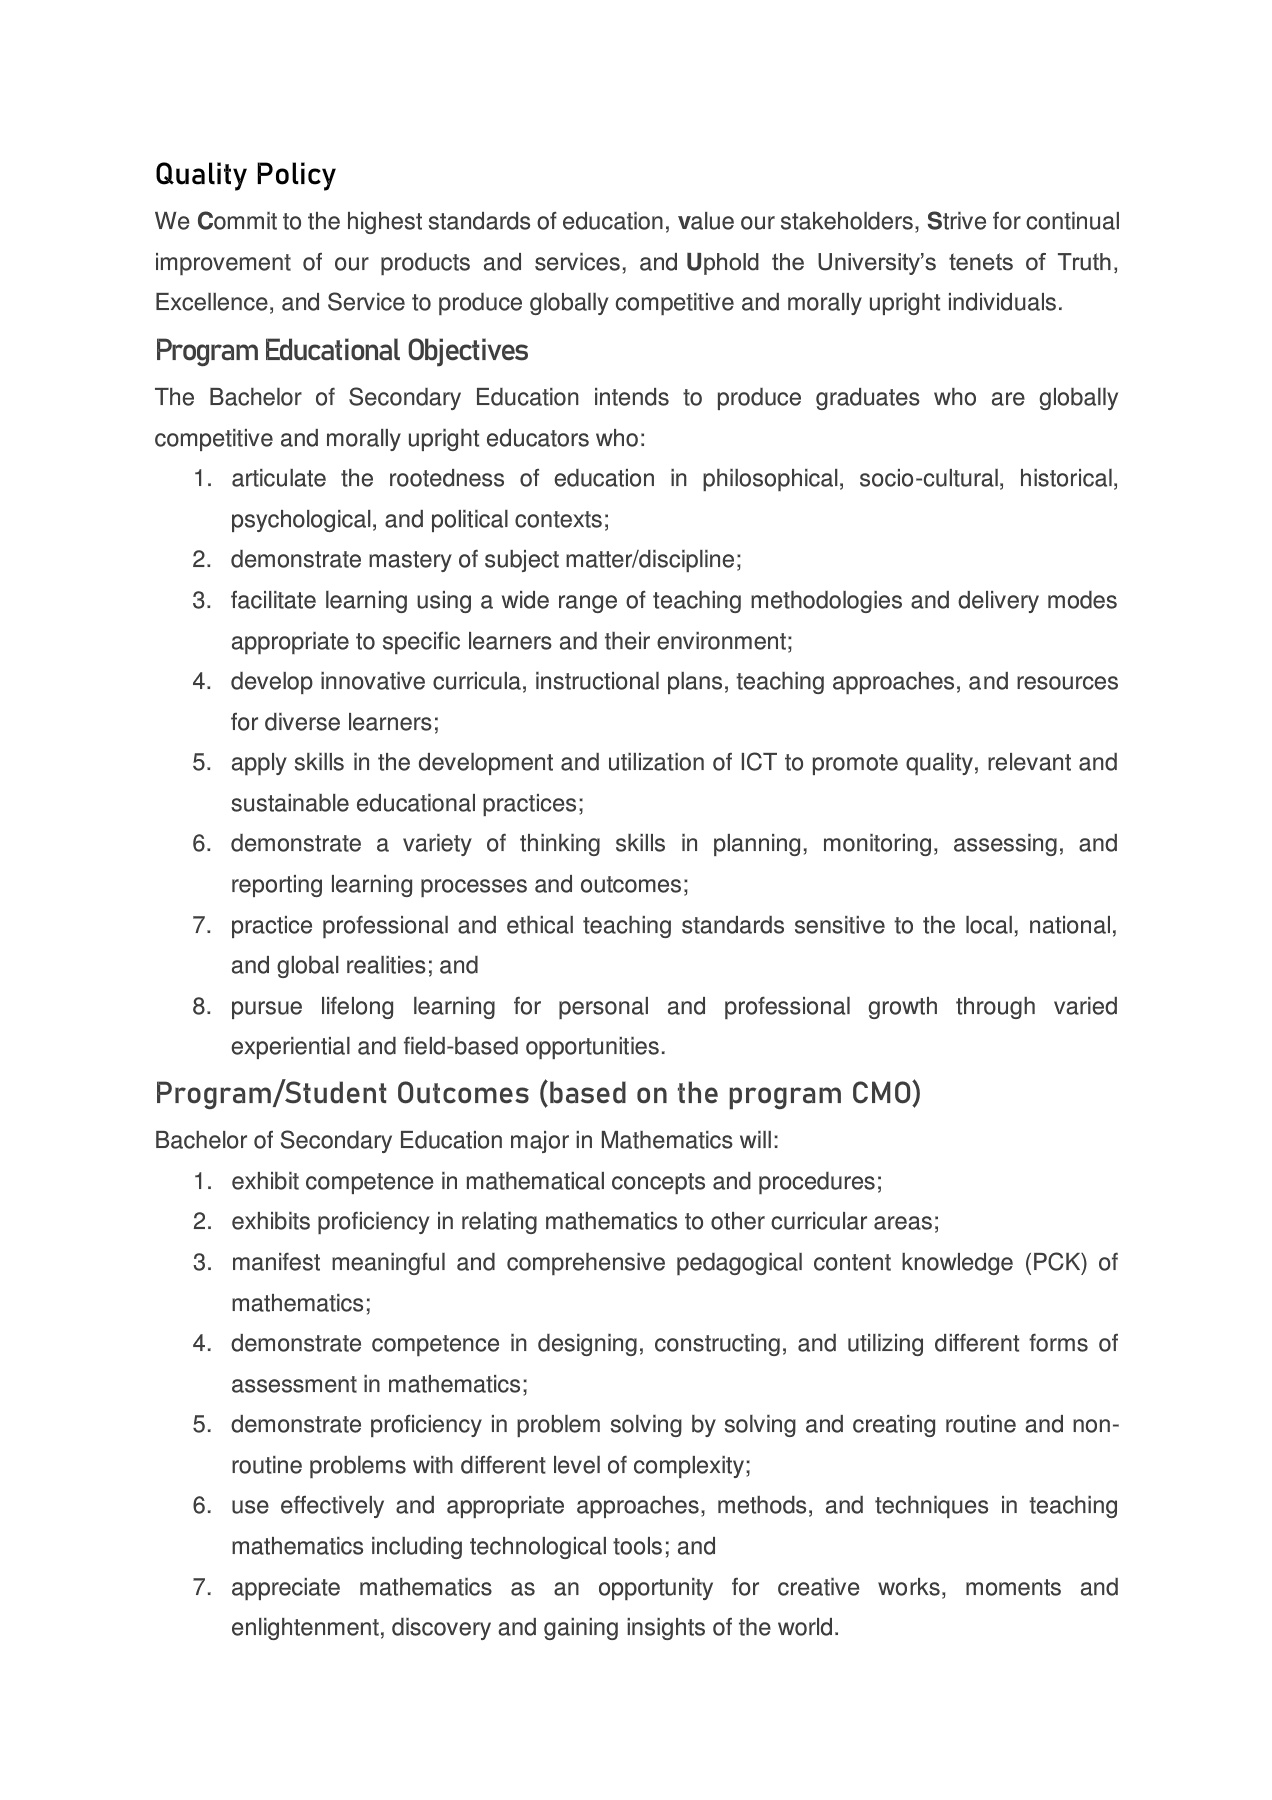 Quality Policy
We Commit to the highest standards of education, value our stakeholders, Strive for continual
improvement of our products and services, and Uphold the University’s tenets of Truth,
Excellence, and Service to produce globally competitive and morally upright individuals.
Program Educational Objectives
The Bachelor of Secondary Education intends to produce graduates who are globally
competitive and morally upright educators who:
1. articulate the rootedness of education in philosophical, socio-cultural, historical,
psychological, and political contexts;
2. demonstrate mastery of subject matter/discipline;
3. facilitate learning using a wide range of teaching methodologies and delivery modes
appropriate to specific learners and their environment;
4. develop innovative curricula, instructional plans, teaching approaches, and resources
for diverse learners;
5. apply skills in the development and utilization of ICT to promote quality, relevant and
sustainable educational practices;
6. demonstrate a variety of thinking skills in planning, monitoring, assessing, and
reporting learning processes and outcomes;
7. practice professional and ethical teaching standards sensitive to the local, national,
and global realities; and
8. pursue lifelong learning for personal and professional growth through varied
experiential and field-based opportunities.
Program/Student Outcomes (based on the program CMO)
Bachelor of Secondary Education major in Mathematics will:
1. exhibit competence in mathematical concepts and procedures;
2. exhibits proficiency in relating mathematics to other curricular areas;
3. manifest meaningful and comprehensive pedagogical content knowledge (PCK) of
mathematics;
4. demonstrate competence in designing, constructing, and utilizing different forms of
assessment in mathematics;
5. demonstrate proficiency in problem solving by solving and creating routine and non-
routine problems with different level of complexity;
6. use effectively and appropriate approaches, methods, and techniques in teaching
mathematics including technological tools; and
7. appreciate mathematics as an opportunity for creative works, moments and
enlightenment, discovery and gaining insights of the world.